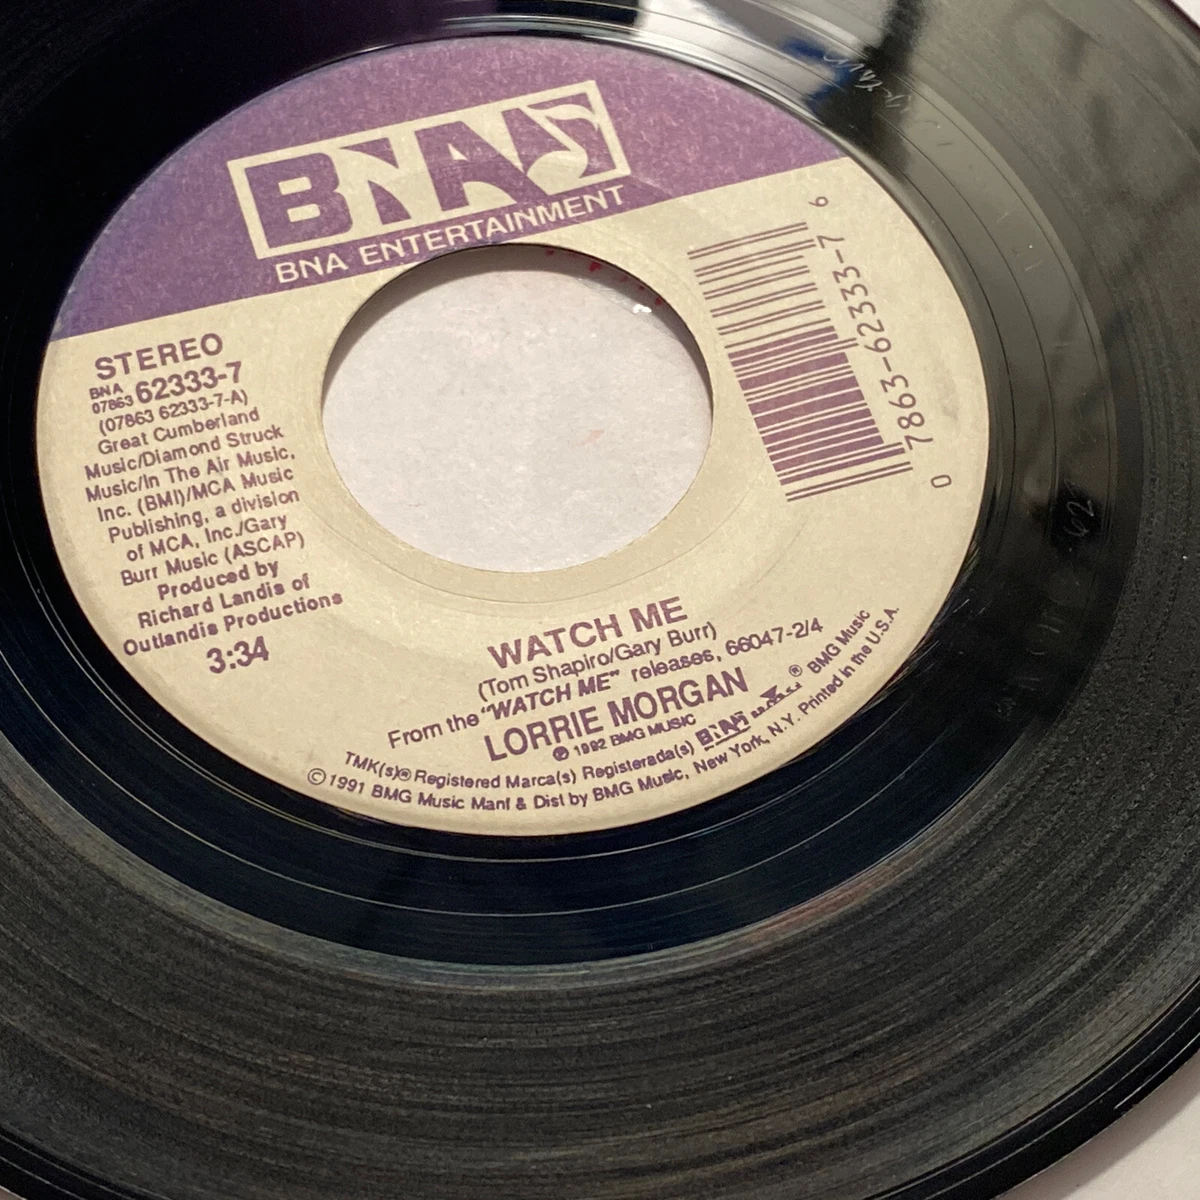 BNA
BNA ENTERTAINMENT
STEREO
BNA
07863 62333-7
(07863 62333-7-A)
Great Cumberland
Music/Diamond Struck
Music/In The Air Music,
Inc. (BMI)/MCA Music
Publishing, a division
of MCA, Inc./Gary
Burr Music (ASCAP)
Produced by
Richard Landis of
Outlandis Productions
3:34
0 7863-62333-7 6
WATCH ME
(Tom Shapiro/Gary Burr)
From the "WATCH ME" releases, 66047-2/4
LORRIE MORGAN
℗ 1992 BMG MUSIC
TMK(s)® Registered Marca(s) Registerada(s) BNA ® BMG Music
© 1991 BMG Music Manf & Dist by BMG Music, New York, N.Y. Printed in the U.S.A.